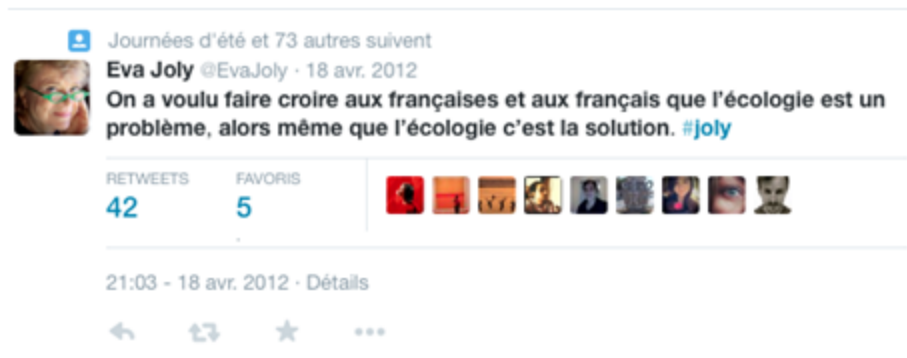 Journées d'été et 73 autres suivent
Eva Joly @EvaJoly · 18 avr. 2012
On a voulu faire croire aux françaises et aux français que l'écologie est un
problème, alors même que l'écologie c'est la solution. #joly
RETWEETS FAVORIS
42 5
21:03 - 18 avr. 2012 · Détails